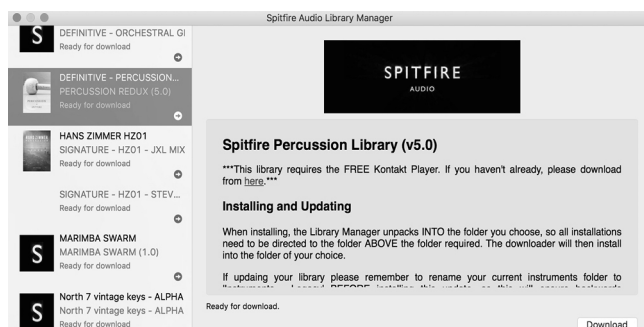 Spitfire Audio Library Manager
DEFINITIVE - ORCHESTRAL GI
Ready for download
DEFINITIVE - PERCUSSION...
PERCUSSION REDUX (5.0)
Ready for download
HANS ZIMMER HZ01
SIGNATURE - HZ01 - JXL MIX
Ready for download
SIGNATURE - HZ01 - STEV...
Ready for download
S
MARIMBA SWARM
MARIMBA SWARM (1.0)
Ready for download
S
North 7 vintage keys - ALPHA
North 7 vintage keys - ALPHA
Ready for download
SPITFIRE
AUDIO
Spitfire Percussion Library (v5.0)
***This library requires the FREE Kontakt Player. If you haven't already, please download
from here.***
Installing and Updating
When installing, the Library Manager unpacks INTO the folder you choose, so all installations
need to be directed to the folder ABOVE the folder required. The downloader will then install
into the folder of your choice.
If updaing your library please remember to rename your current instruments folder to
Ready for download.
Download